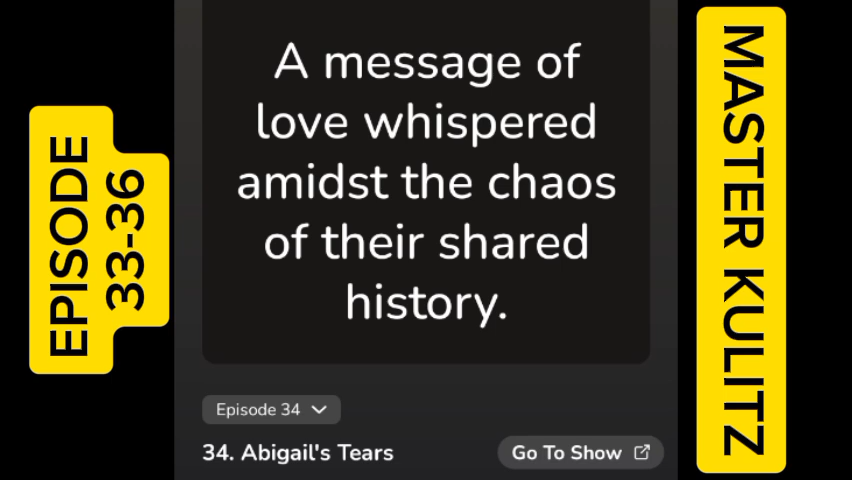 EPISODE
33-36
A message of
love whispered
amidst the chaos
of their shared
history.
Episode 34
34. Abigail's Tears
Go To Show
MASTER KULITZ